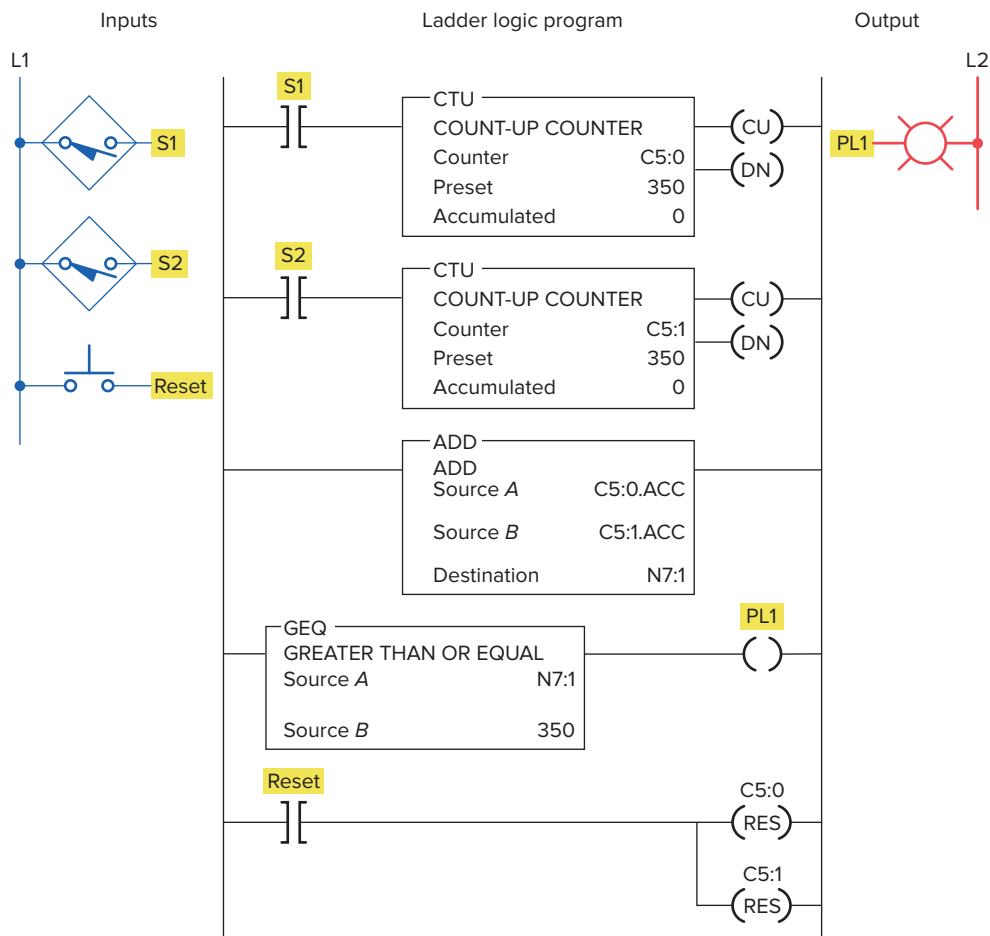 Inputs
Ladder logic program
Output
L1
L2
S1
S2
Reset
S1
CTU
COUNT-UP COUNTER
Counter C5:0
Preset 350
Accumulated 0
CU
DN
PL1
S2
CTU
COUNT-UP COUNTER
Counter C5:1
Preset 350
Accumulated 0
CU
DN
ADD
ADD
Source A C5:0.ACC
Source B C5:1.ACC
Destination N7:1
GEQ
GREATER THAN OR EQUAL
Source A N7:1
Source B 350
PL1
Reset
C5:0
RES
C5:1
RES